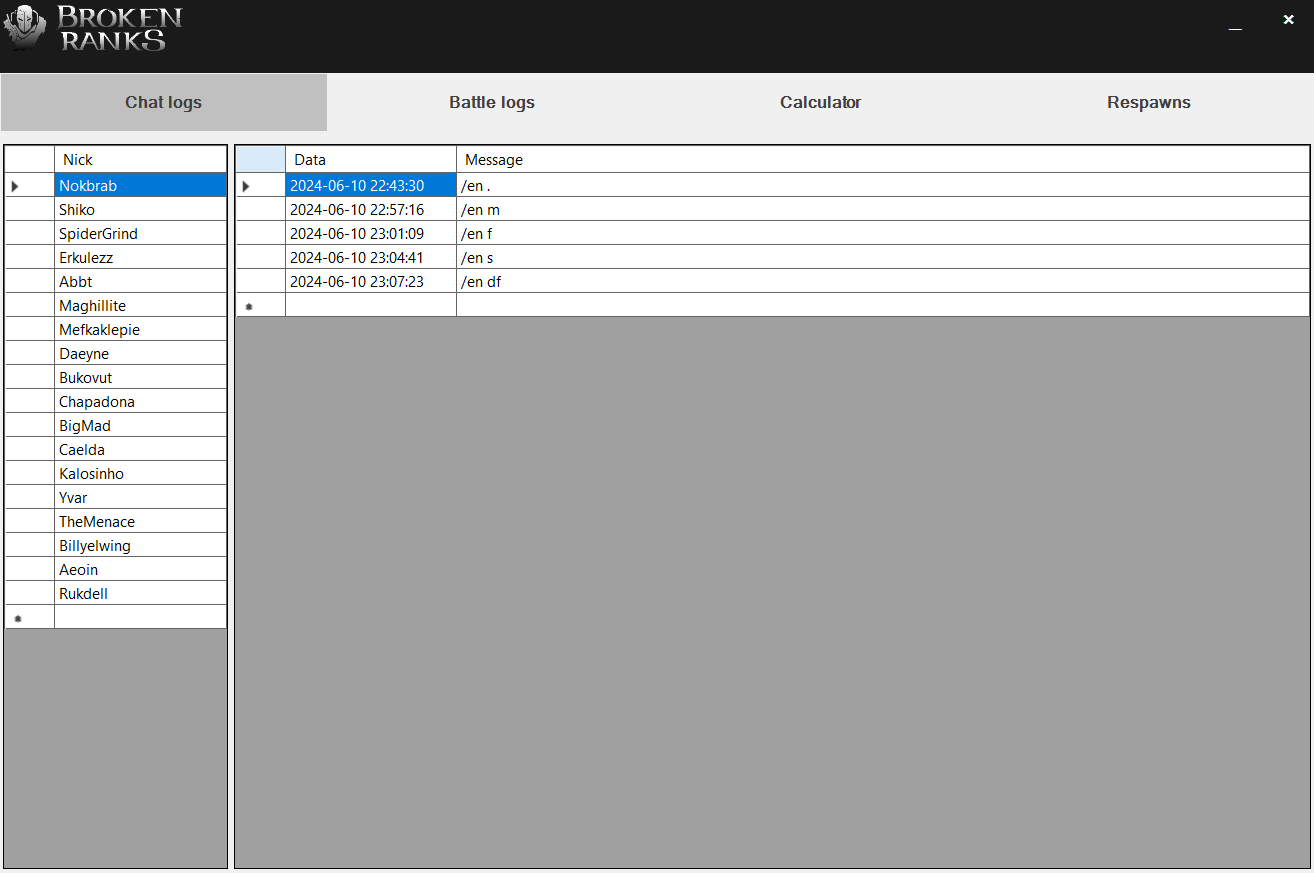 BROKEN
RANKS
Chat logs
Battle logs
Calculator
Respawns
Nick
Nokbrab
Shiko
SpiderGrind
Erkulezz
Abbt
Maghillite
Mefkaklepie
Daeyne
Bukovut
Chapadona
BigMad
Caelda
Kalosinho
Yvar
TheMenace
Billyelwing
Aeoin
Rukdell
Data Message
2024-06-10 22:43:30 /en .
2024-06-10 22:57:16 /en m
2024-06-10 23:01:09 /en f
2024-06-10 23:04:41 /en s
2024-06-10 23:07:23 /en df